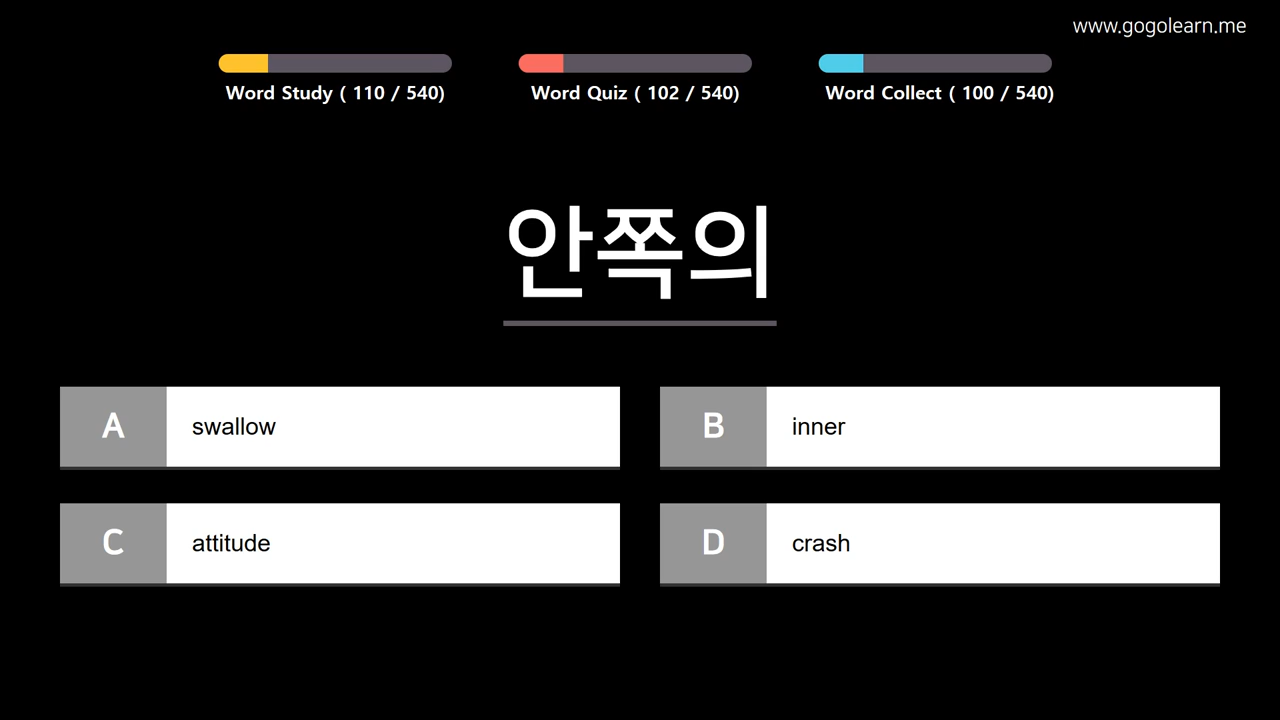 www.gogolearn.me
Word Study ( 110 / 540)
Word Quiz ( 102 / 540)
Word Collect ( 100 / 540)
안쪽의
A swallow
B inner
C attitude
D crash